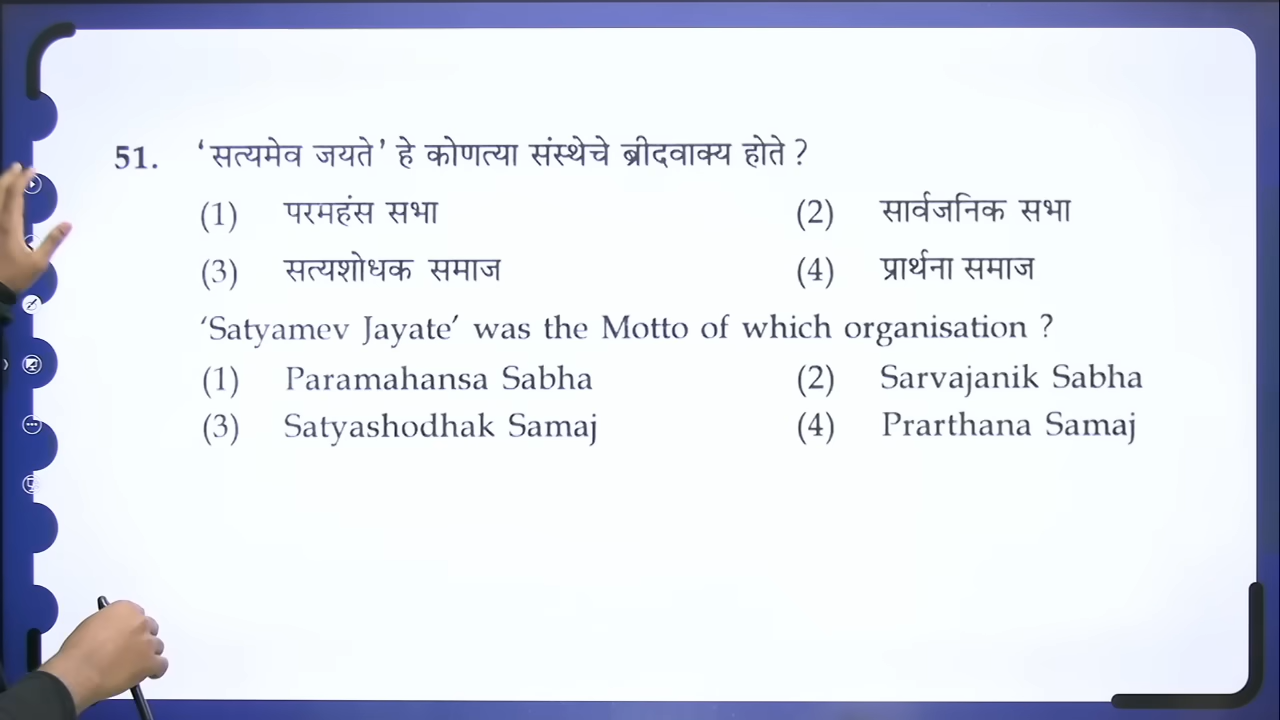 51. ‘सत्यमेव जयते’ हे कोणत्या संस्थेचे ब्रीदवाक्य होते ?
(1) परमहंस सभा (2) सार्वजनिक सभा
(3) सत्यशोधक समाज (4) प्रार्थना समाज
‘Satyamev Jayate’ was the Motto of which organisation ?
(1) Paramahansa Sabha (2) Sarvajanik Sabha
(3) Satyashodhak Samaj (4) Prarthana Samaj